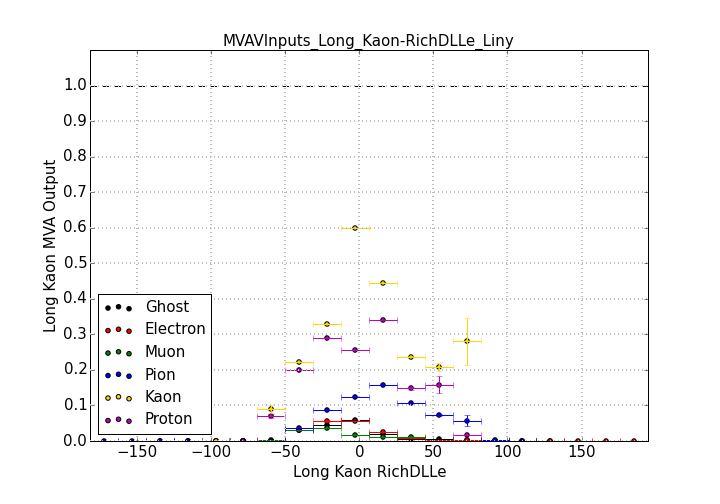 MVAVInputs_Long_Kaon-RichDLLe_Liny
Long Kaon MVA Output
1.0
0.9
0.8
0.7
0.6
0.5
0.4
0.3
0.2
0.1
0.0
Ghost
Electron
Muon
Pion
Kaon
Proton
−150 −100 −50 0 50 100 150
Long Kaon RichDLLe